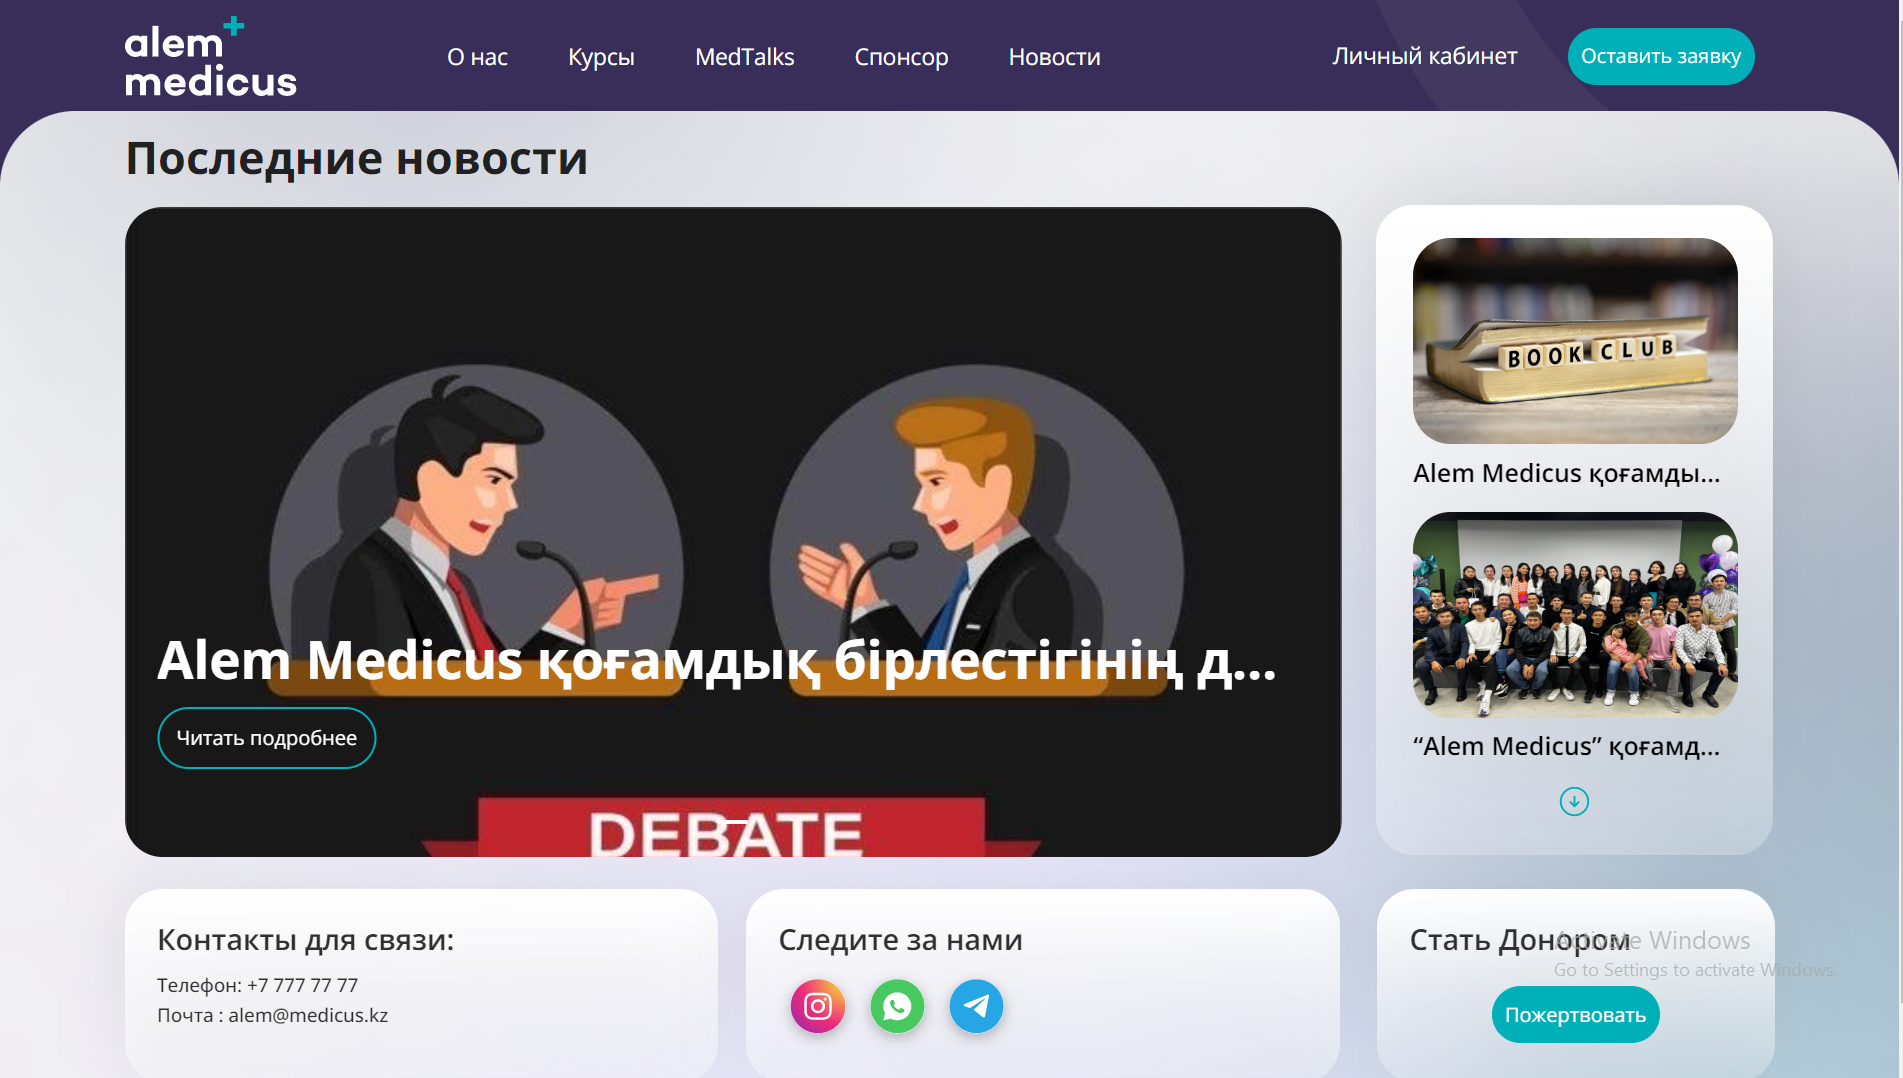 alem
medicus
О нас
Курсы
MedTalks
Спонсор
Новости
Личный кабинет
Оставить заявку
Последние новости
Alem Medicus қоғамдық бірлестігінің д...
Читать подробнее
DEBATE
BOOK CLUB
Alem Medicus қоғамды...
“Alem Medicus” қоғамд...
Контакты для связи:
Телефон: +7 777 77 77
Почта : alem@medicus.kz
Следите за нами
Стать Донором
Пожертвовать
Activate Windows
Go to Settings to activate Windows.